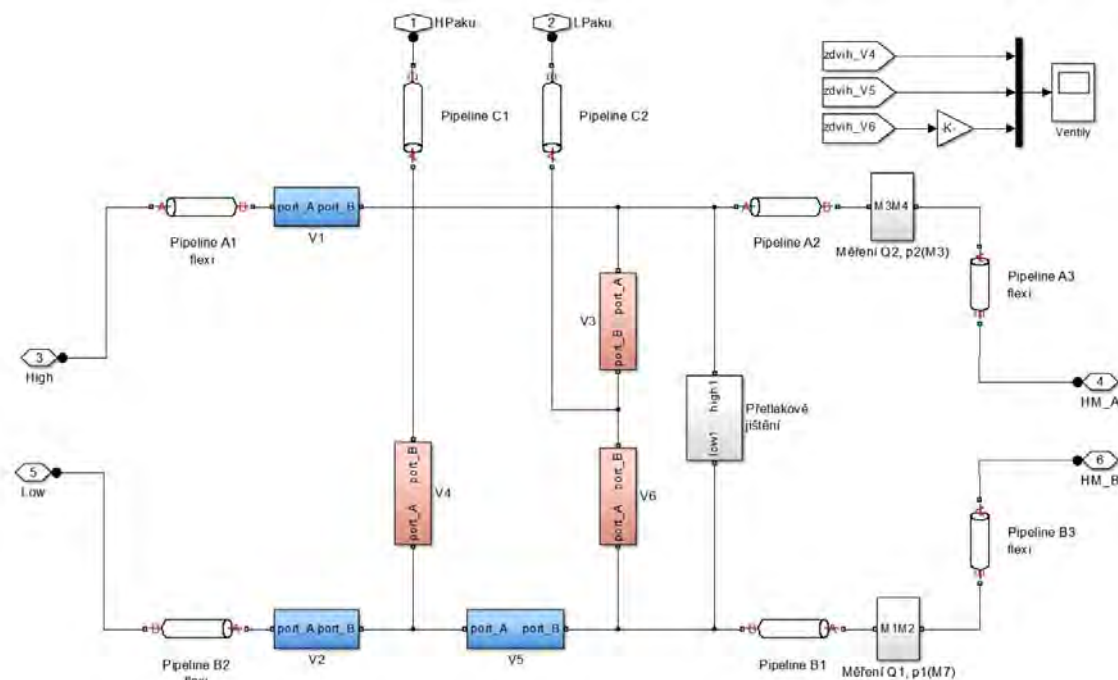 1
HPaku
2
LPaku
zdvih_V4
zdvih_V5
zdvih_V6
-K-
Ventily
Pipeline C1
Pipeline C2
A
B
port_A port_B
V1
Pipeline A1
flexi
A
B
Pipeline A2
M3M4
Měření Q2, p2(M3)
Pipeline A3
flexi
port_A
port_B
V3
3
High
high1
low1
Přetlakové
jištění
4
HM_A
5
Low
port_B
port_A
V4
port_B
port_A
V6
6
HM_B
Pipeline B3
flexi
B
A
Pipeline B2
flexi
port_A port_B
V2
port_A port_B
V5
B
A
Pipeline B1
M1M2
Měření Q1, p1(M7)